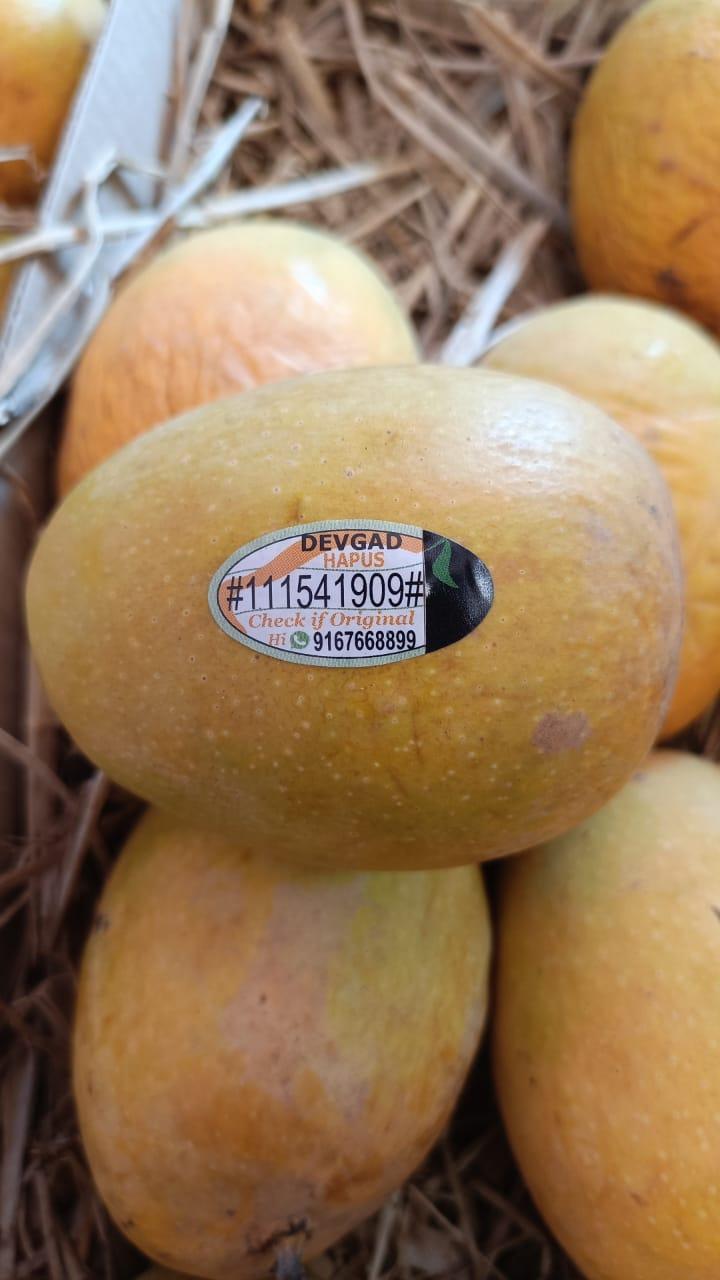 DEVGAD
HAPUS
#111541909#
Check if Original
Hi 9167668899